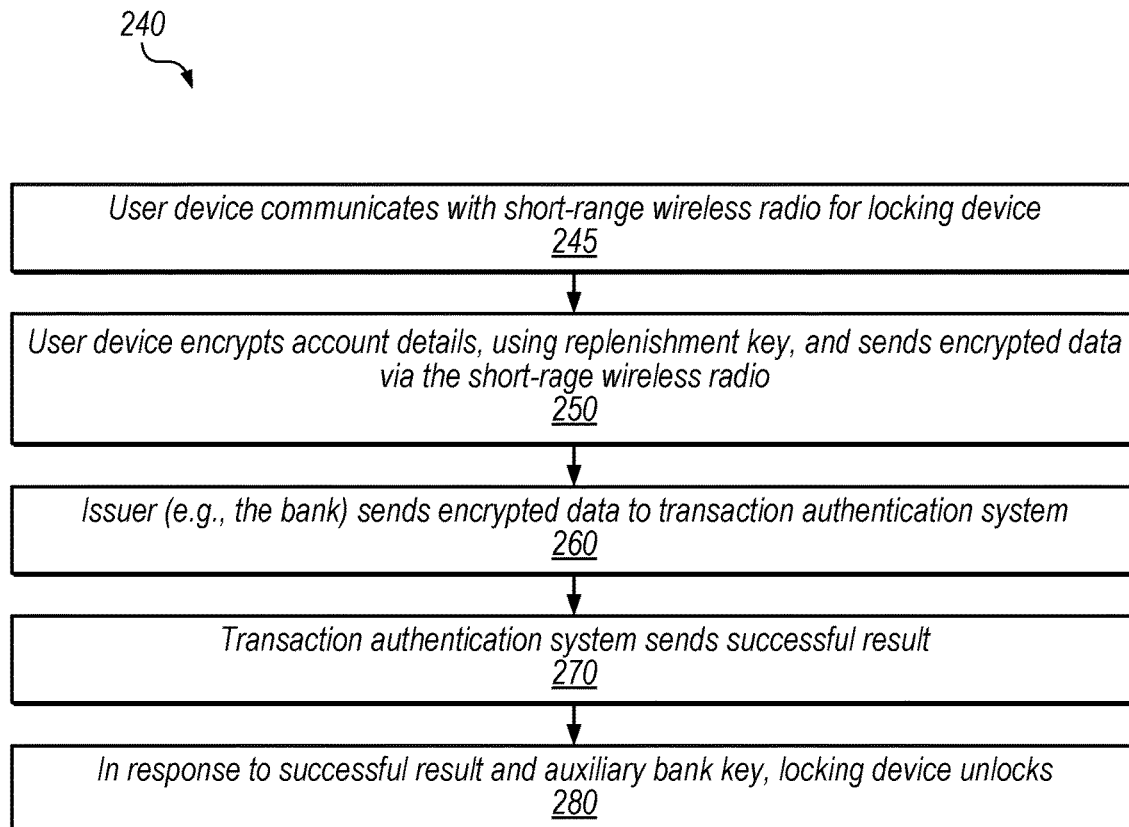 240
User device communicates with short-range wireless radio for locking device
245
User device encrypts account details, using replenishment key, and sends encrypted data
via the short-rage wireless radio
250
Issuer (e.g., the bank) sends encrypted data to transaction authentication system
260
Transaction authentication system sends successful result
270
In response to successful result and auxiliary bank key, locking device unlocks
280